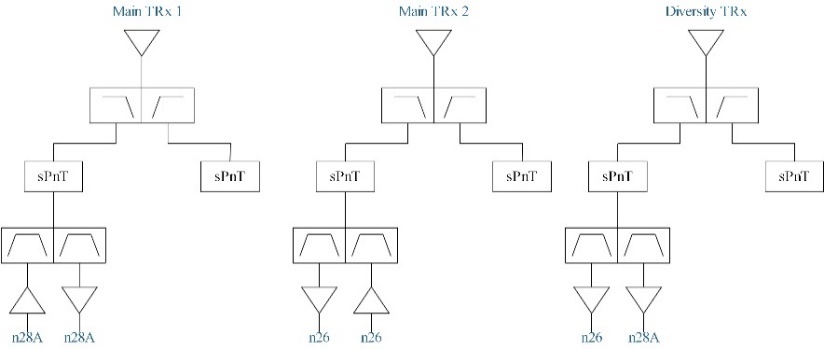 Main TRx 1
Main TRx 2
Diversity TRx
sPnT
sPnT
sPnT
sPnT
sPnT
sPnT
n28A
n28A
n26
n26
n26
n28A